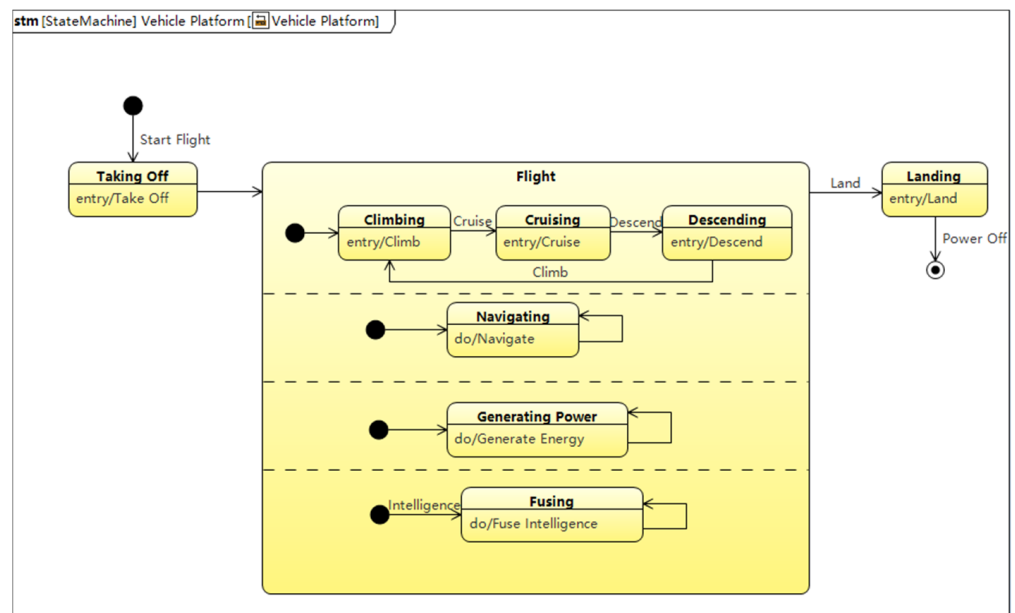 stm [StateMachine] Vehicle Platform [ Vehicle Platform]
Start Flight
Taking Off
entry/Take Off
Flight
Climbing
entry/Climb
Cruise
Cruising
entry/Cruise
Descend
Descending
entry/Descend
Climb
Navigating
do/Navigate
Generating Power
do/Generate Energy
Intelligence
Fusing
do/Fuse Intelligence
Land
Landing
entry/Land
Power Off